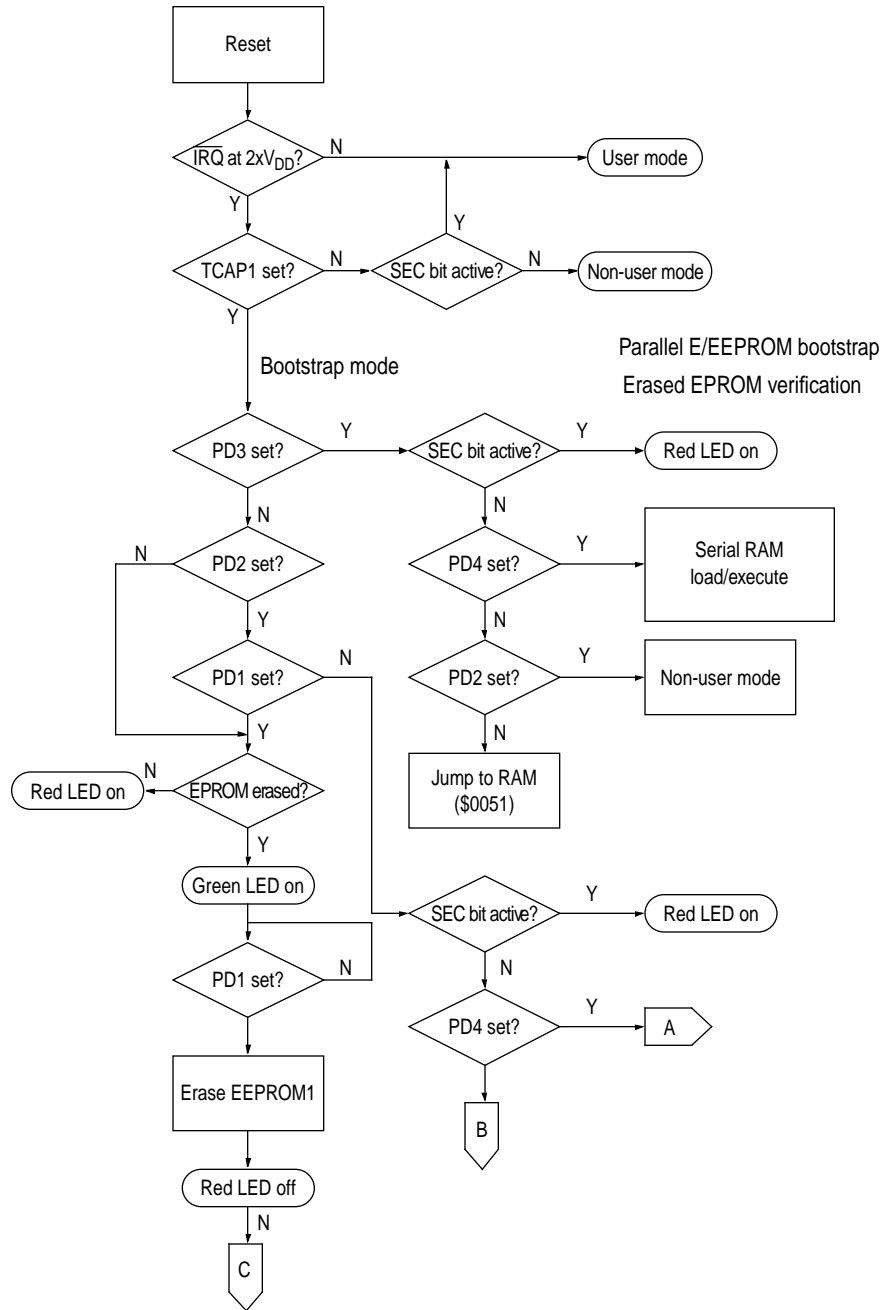 Reset
IRQ at 2xVDD?
N
User mode
Y
Y
TCAP1 set?
N
SEC bit active?
N
Non-user mode
Y
Bootstrap mode
Parallel E/EEPROM bootstrap
Erased EPROM verification
PD3 set?
Y
SEC bit active?
Y
Red LED on
N
N
N
PD2 set?
PD4 set?
Y
Serial RAM
load/execute
Y
N
PD1 set?
N
PD2 set?
Y
Non-user mode
Y
N
Red LED on
N
EPROM erased?
Jump to RAM
($0051)
Y
Green LED on
SEC bit active?
Y
Red LED on
PD1 set?
N
N
PD4 set?
Y
A
Erase EEPROM1
B
Red LED off
N
C